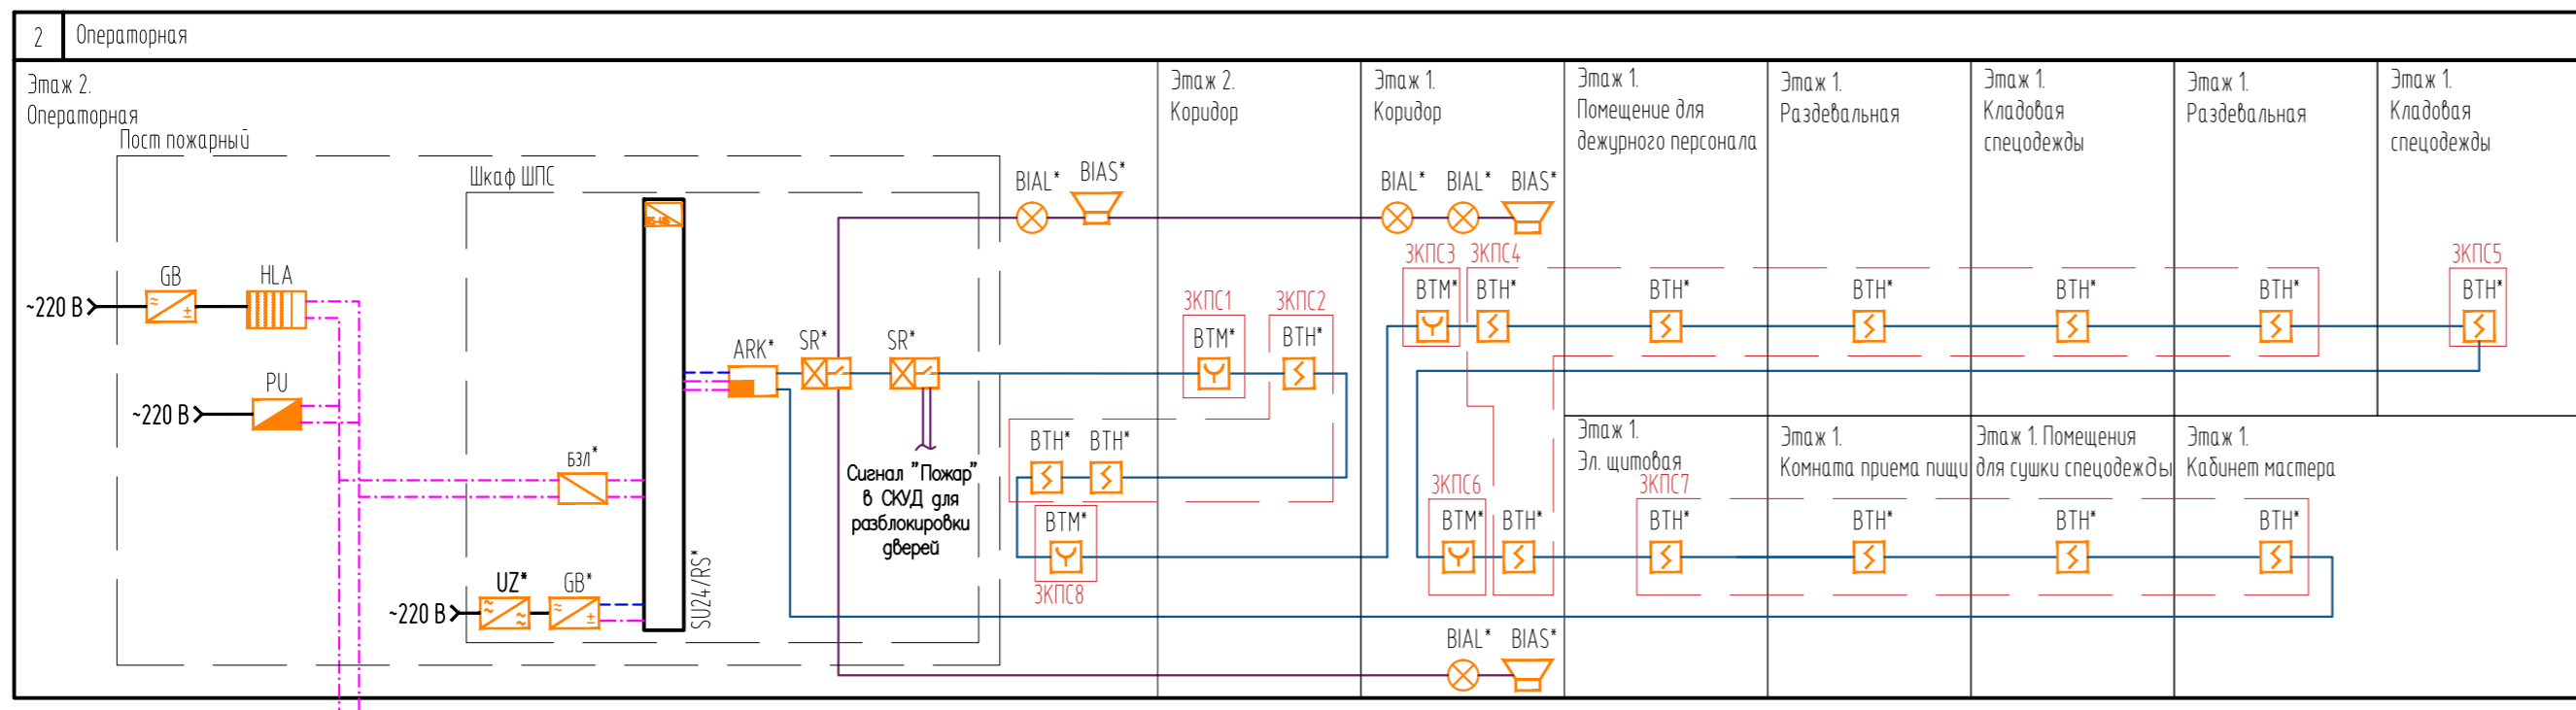 2
Операторная
Этаж 2.
Операторная
Пост пожарный
Шкаф ШПС
Этаж 2.
Коридор
Этаж 1.
Коридор
Этаж 1.
Помещение для
дежурного персонала
Этаж 1.
Раздевальная
Этаж 1.
Кладовая
спецодежды
Этаж 1.
Раздевальная
Этаж 1.
Кладовая
спецодежды
BIAL*
BIAS*
BIAL*
BIAL*
BIAS*
ЗКПС3
ЗКПС4
ЗКПС5
GB
HLA
~220 В
ЗКПС1
ЗКПС2
BTM*
BTH*
BTH*
BTH*
BTH*
BTH*
BTH*
BTM*
BTH*
ARK*
SR*
SR*
PU
~220 В
БЗЛ*
Сигнал "Пожар"
в СКУД для
разблокировки
дверей
BTH*
BTH*
BTM*
ЗКПС8
Этаж 1.
Эл. щитовая
Этаж 1.
Комната приема пищи
Этаж 1. Помещения
для сушки спецодежды
Этаж 1.
Кабинет мастера
ЗКПС6
ЗКПС7
BTM*
BTH*
BTH*
BTH*
BTH*
BTH*
UZ*
GB*
~220 В
SU24/RS*
BIAL*
BIAS*